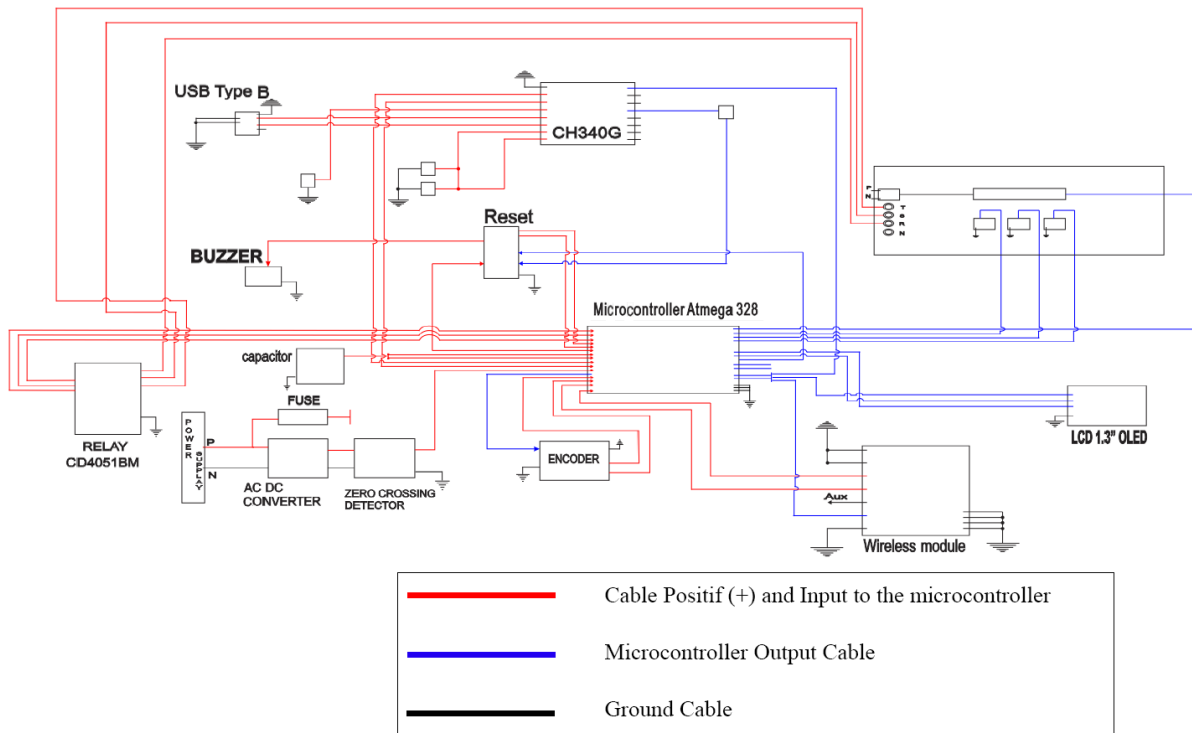 USB Type B
CH340G
Reset
BUZZER
P
N
T
S
R
N
Microcontroller Atmega 328
capacitor
FUSE
RELAY
CD4051BM
POWER
SUPPLAY
P
N
AC DC
CONVERTER
ZERO CROSSING
DETECTOR
ENCODER
LCD 1.3” OLED
Aux
Wireless module
Cable Positif (+) and Input to the microcontroller
Microcontroller Output Cable
Ground Cable